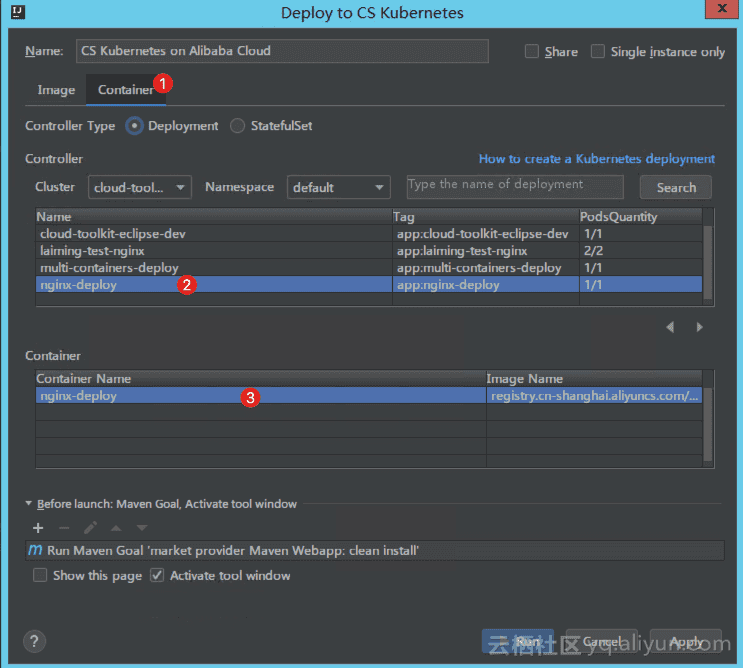 Deploy to CS Kubernetes
Name: CS Kubernetes on Alibaba Cloud Share Single instance only
Image Container 1
Controller Type Deployment StatefulSet
Controller How to create a Kubernetes deployment
Cluster cloud-tool... Namespace default Type the name of deployment Search
Name Tag PodsQuantity
cloud-toolkit-eclipse-dev app:cloud-toolkit-eclipse-dev 1/1
laiming-test-nginx app:laiming-test-nginx 2/2
multi-containers-deploy app:multi-containers-deploy 1/1
nginx-deploy 2 app:nginx-deploy 1/1
Container
Container Name Image Name
nginx-deploy 3 registry.cn-shanghai.aliyuncs.com/...
Before launch: Maven Goal, Activate tool window
m Run Maven Goal 'market provider Maven Webapp: clean install'
Show this page Activate tool window
? Run Cancel Apply
云栖社区 yq.aliyun.com